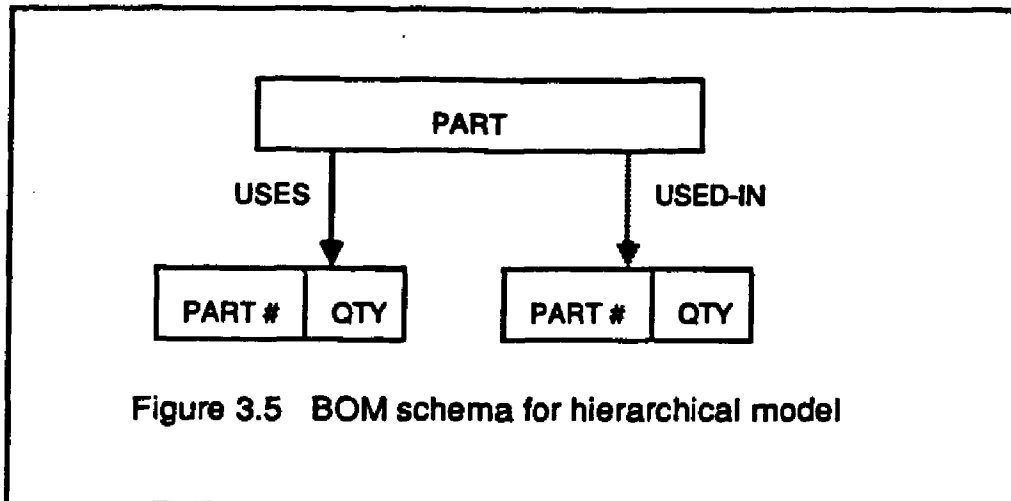 PART
USES
USED-IN
PART #
QTY
PART #
QTY
Figure 3.5 BOM schema for hierarchical model